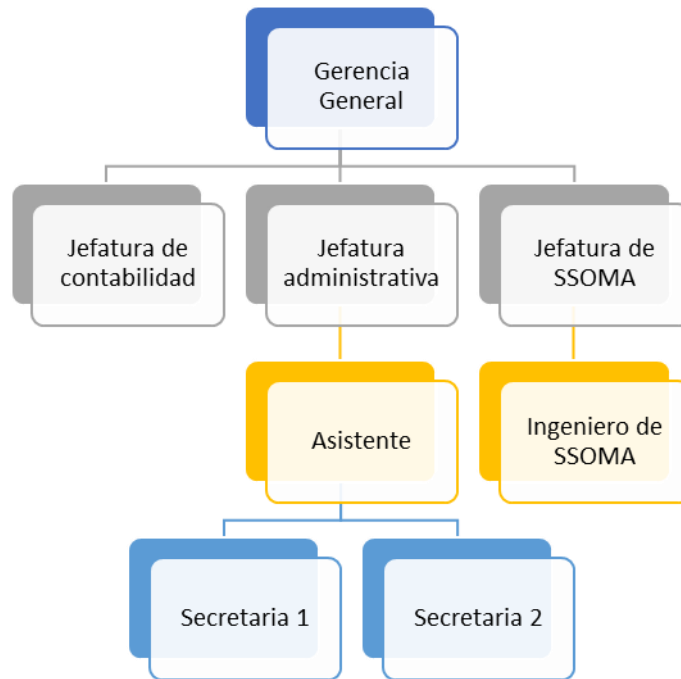 Gerencia
General
Jefatura de
contabilidad
Jefatura
administrativa
Jefatura de
SSOMA
Asistente
Ingeniero de
SSOMA
Secretaria 1
Secretaria 2